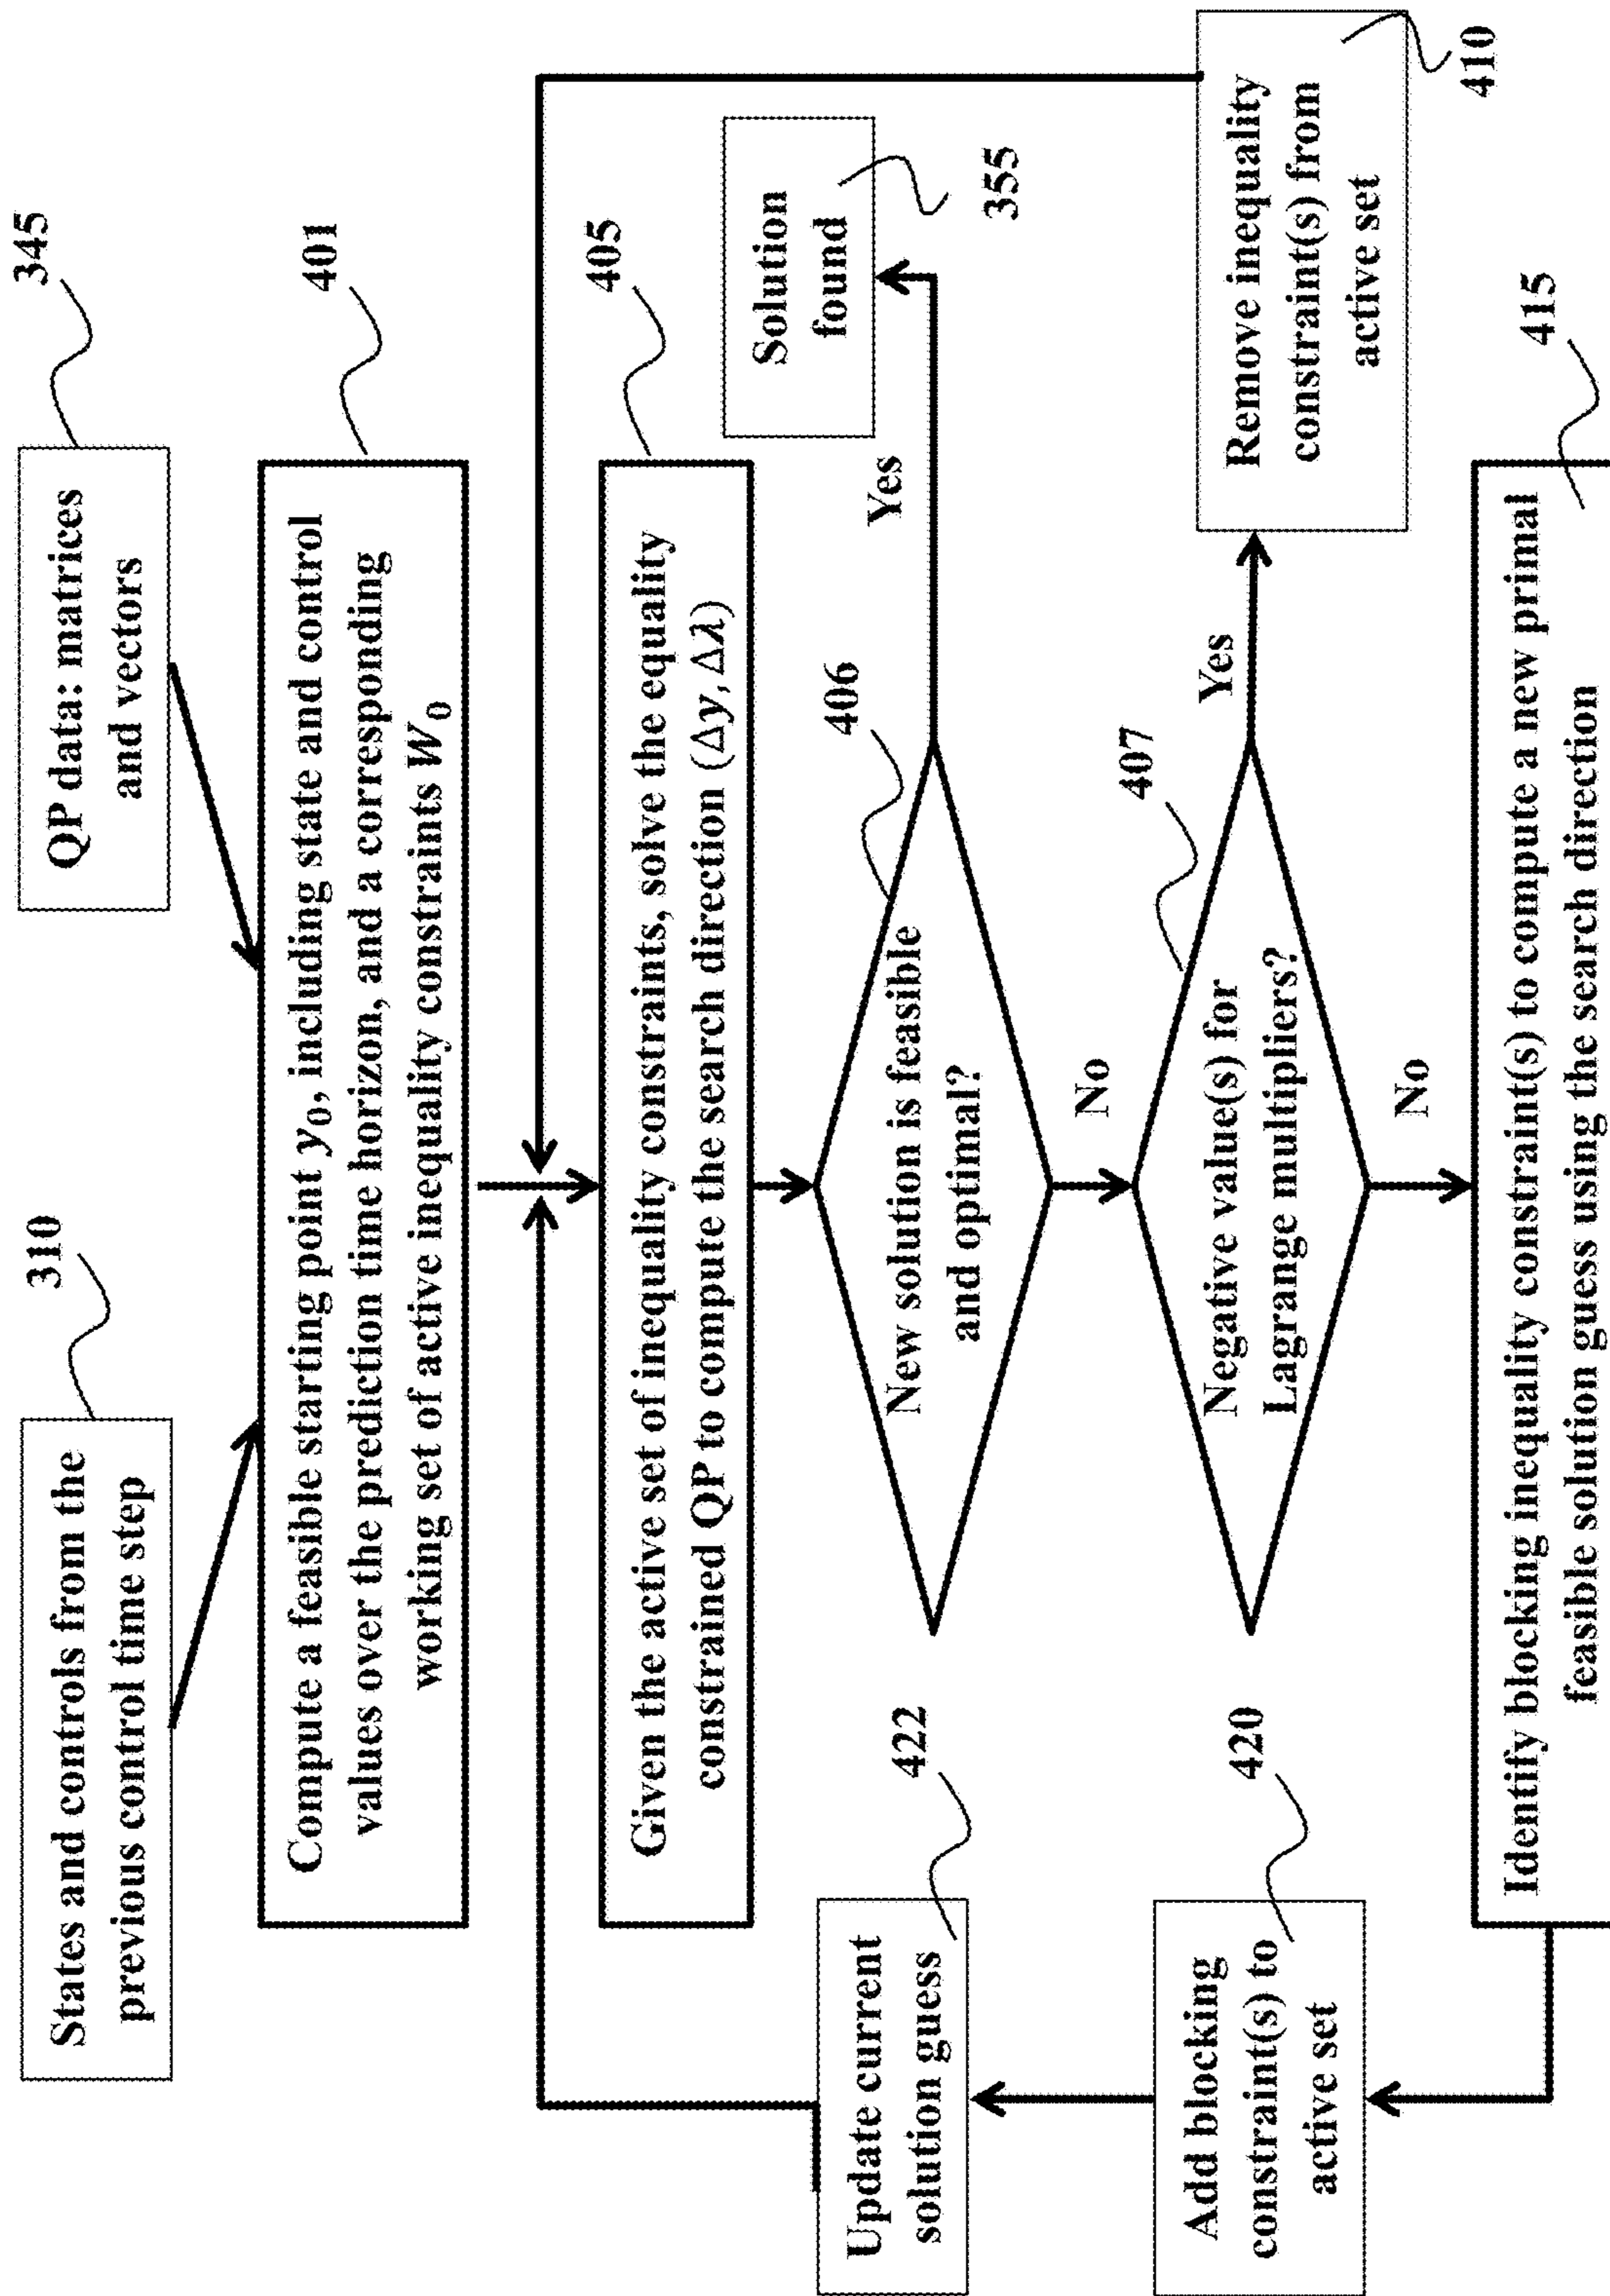 States and controls from the
previous control time step
310
QP data: matrices
and vectors
345
Compute a feasible starting point y₀, including state and control
values over the prediction time horizon, and a corresponding
working set of active inequality constraints W₀
401
Given the active set of inequality constraints, solve the equality
constrained QP to compute the search direction (Δy, Δλ)
405
New solution is feasible
and optimal?
406
Yes
Solution
found
355
No
Negative value(s) for
Lagrange multipliers?
407
Yes
Remove inequality
constraint(s) from
active set
410
No
Identify blocking inequality constraint(s) to compute a new primal
feasible solution guess using the search direction
415
Add blocking
constraint(s) to
active set
420
Update current
solution guess
422